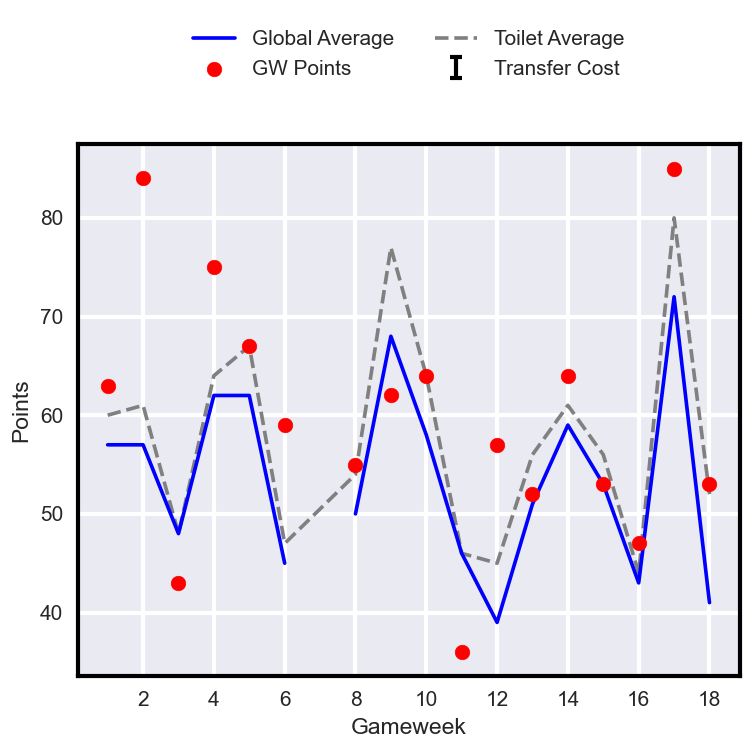 Global Average
Toilet Average
GW Points
Transfer Cost
Points
80
70
60
50
40
2 4 6 8 10 12 14 16 18
Gameweek